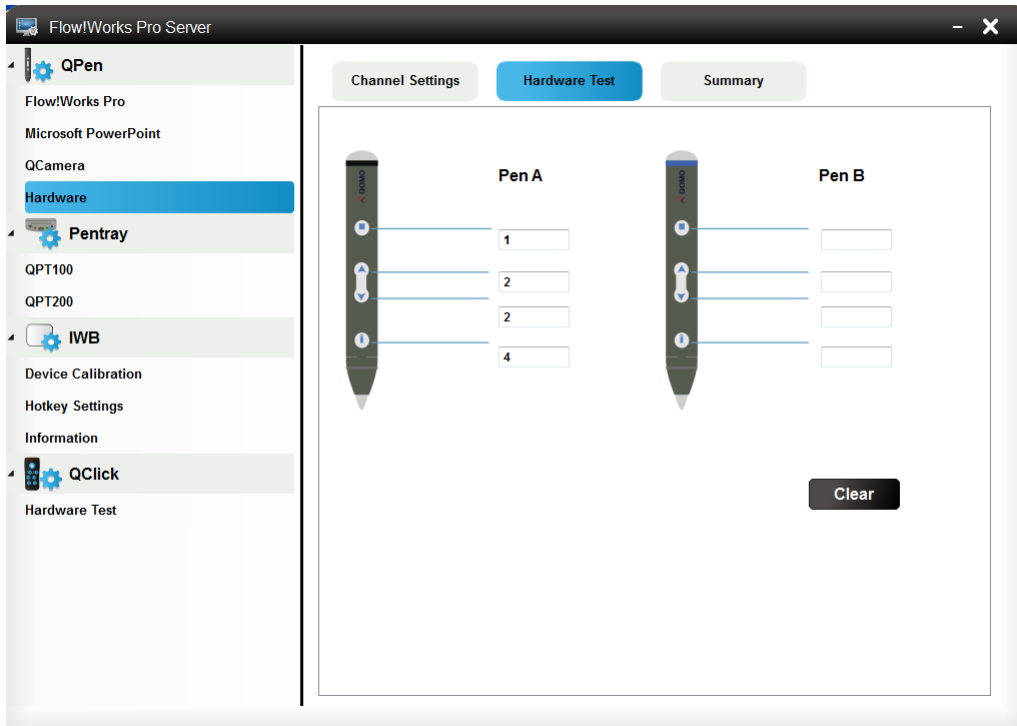 Flow!Works Pro Server
QPen
Flow!Works Pro
Microsoft PowerPoint
QCamera
Hardware
Pentray
QPT100
QPT200
IWB
Device Calibration
Hotkey Settings
Information
QClick
Hardware Test
Channel Settings
Hardware Test
Summary
Pen A
1
2
2
4
Pen B
Clear